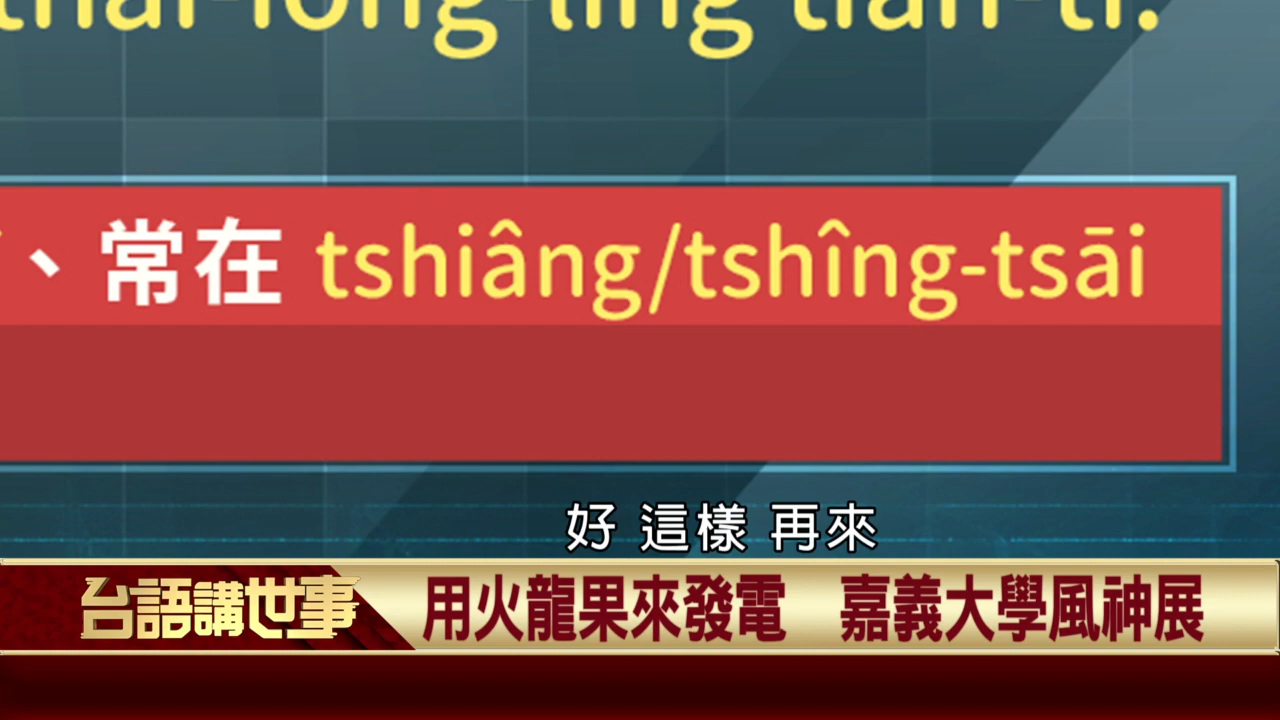 、常在 tshiâng/tshîng-tsāi
好 這樣 再來
台語講世事 用火龍果來發電 嘉義大學風神展